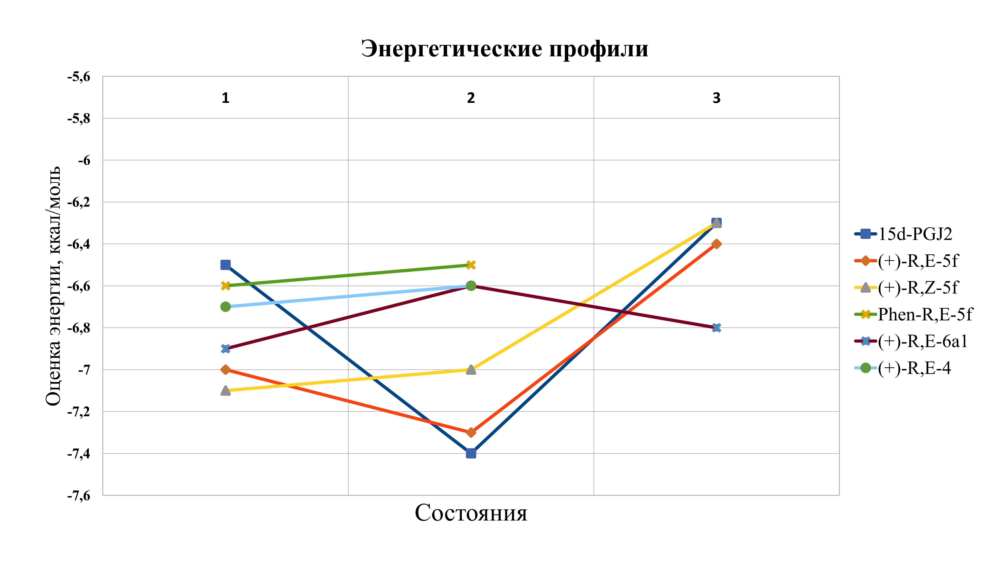 Энергетические профили
-5,6
1
2
3
-5,8
-6
-6,2
-6,4
-6,6
-6,8
-7
-7,2
-7,4
-7,6
Оценка энергии, ккал/моль
Состояния
15d-PGJ2
(+)-R,E-5f
(+)-R,Z-5f
Phen-R,E-5f
(+)-R,E-6a1
(+)-R,E-4